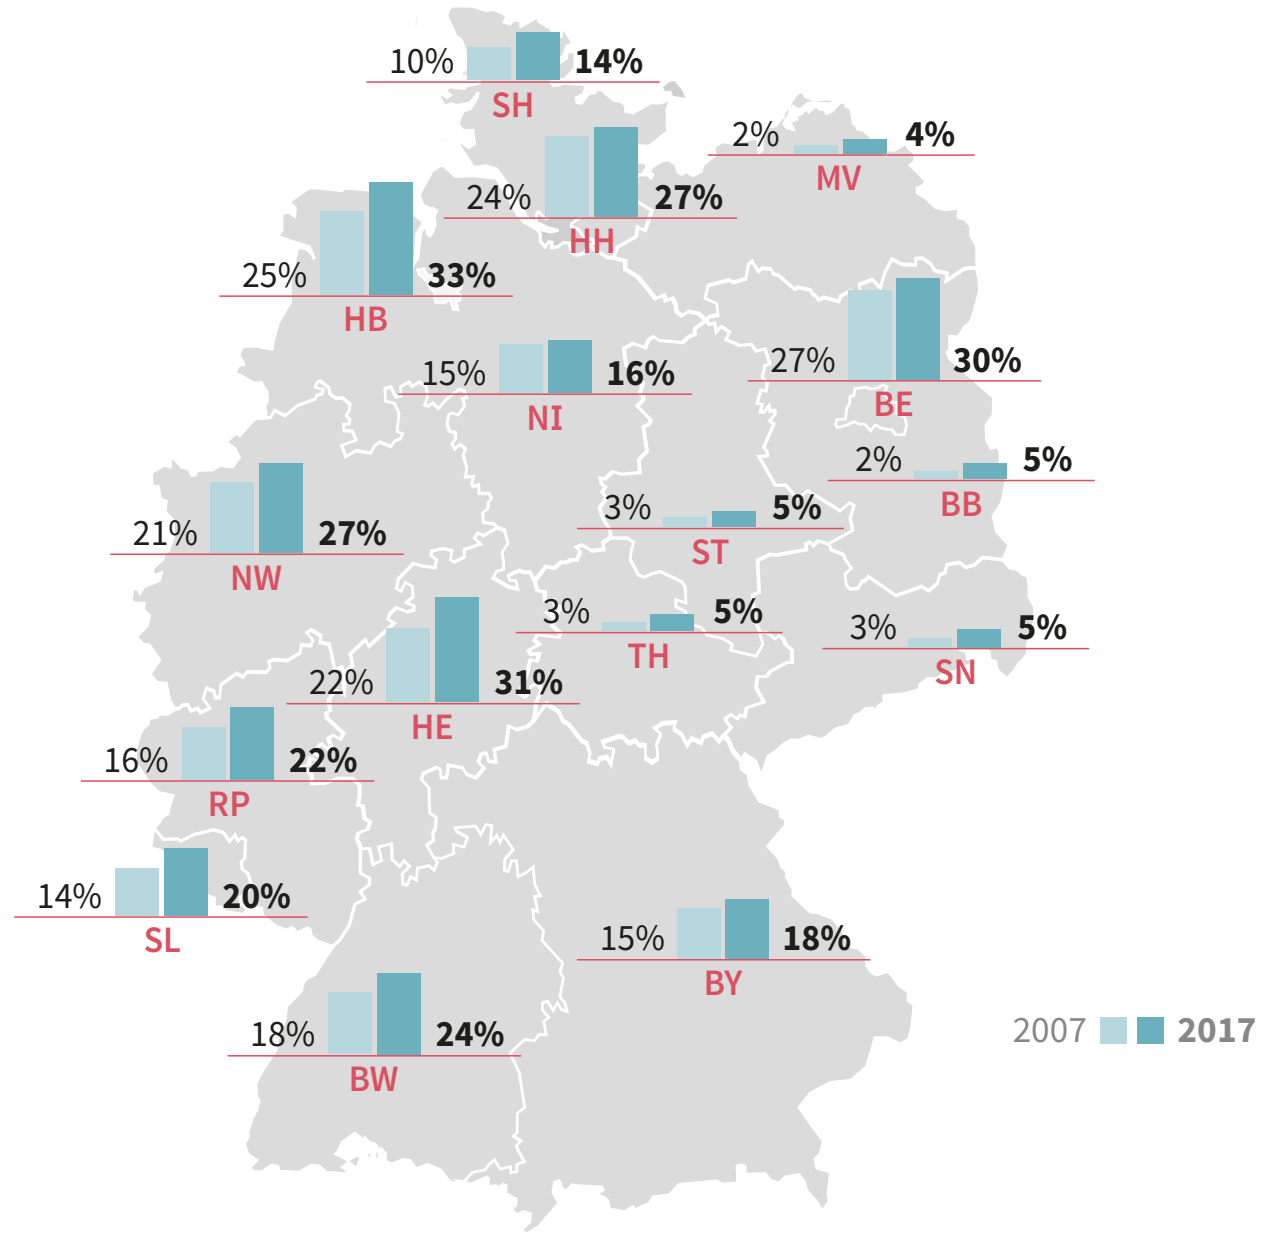 10% 14%
SH
2% 4%
MV
24% 27%
HH
25% 33%
HB
27% 30%
BE
15% 16%
NI
2% 5%
BB
21% 27%
NW
3% 5%
ST
3% 5%
TH
3% 5%
SN
22% 31%
HE
16% 22%
RP
14% 20%
SL
15% 18%
BY
18% 24%
BW
2007 2017